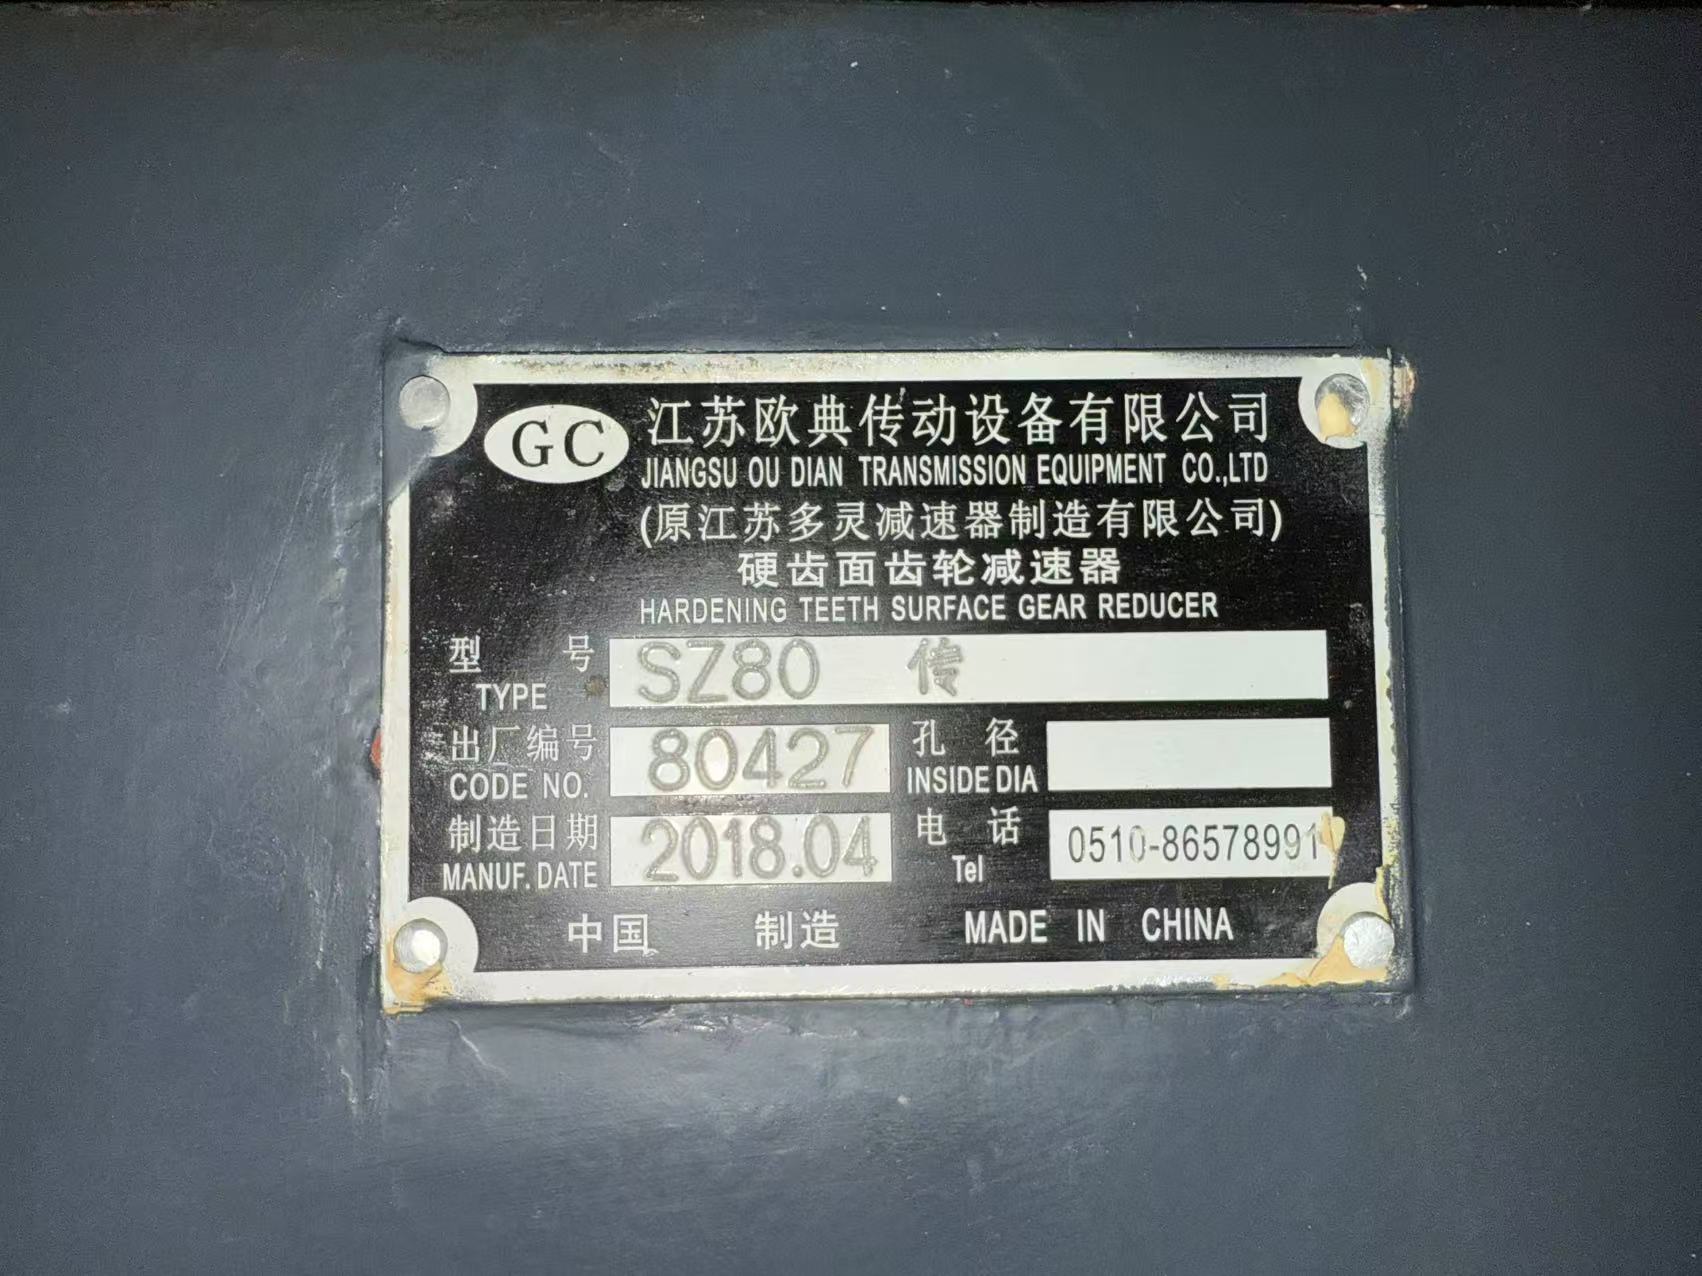 GC 江苏欧典传动设备有限公司
JIANGSU OU DIAN TRANSMISSION EQUIPMENT CO.,LTD
(原江苏多灵减速器制造有限公司)
硬齿面齿轮减速器
HARDENING TEETH SURFACE GEAR REDUCER
型号 SZ80 传
TYPE
出厂编号 80427 孔径
CODE NO. INSIDE DIA
制造日期 2018.04 电话 0510-86578991
MANUF. DATE Tel
中国 制造 MADE IN CHINA